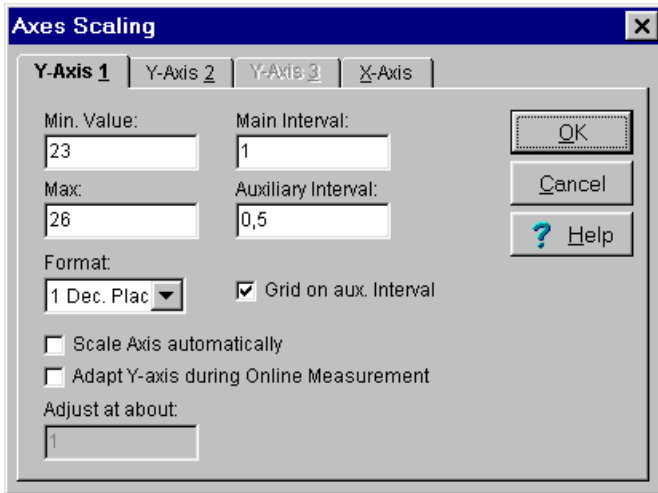 Axes Scaling
Y-Axis 1 Y-Axis 2 Y-Axis 3 X-Axis
Min. Value: Main Interval:
23 1
OK
Max: Auxiliary Interval:
26 0,5
Cancel
? Help
Format:
1 Dec. Plac Grid on aux. Interval
Scale Axis automatically
Adapt Y-axis during Online Measurement
Adjust at about:
1